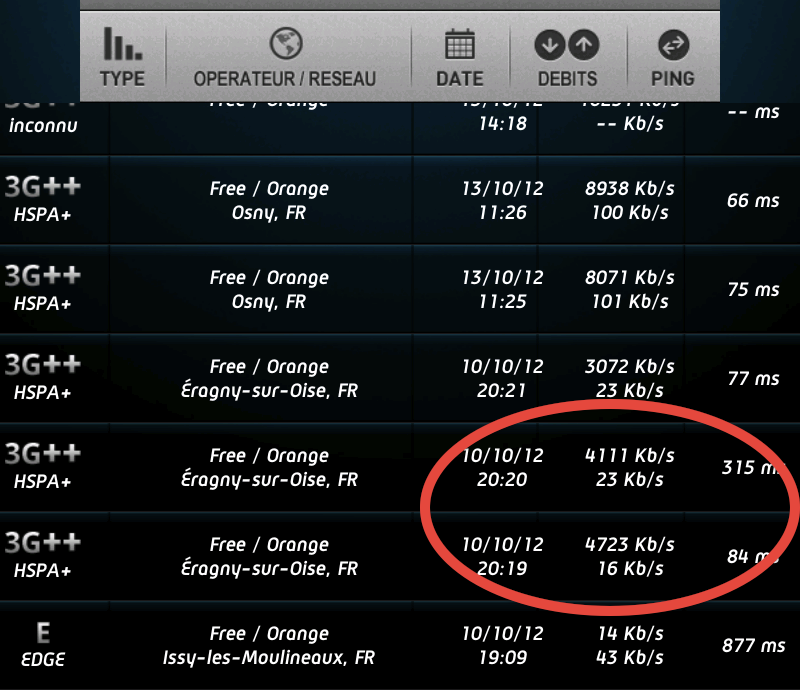 TYPE OPERATEUR / RESEAU DATE DEBITS PING
3G++ Free / Orange 13/10/12
inconnu 14:18 -- Kb/s -- ms
3G++ Free / Orange 13/10/12 8938 Kb/s 66 ms
HSPA+ Osny, FR 11:26 100 Kb/s
3G++ Free / Orange 13/10/12 8071 Kb/s 75 ms
HSPA+ Osny, FR 11:25 101 Kb/s
3G++ Free / Orange 10/10/12 3072 Kb/s 77 ms
HSPA+ Éragny-sur-Oise, FR 20:21 23 Kb/s
3G++ Free / Orange 10/10/12 4111 Kb/s 315 ms
HSPA+ Éragny-sur-Oise, FR 20:20 23 Kb/s
3G++ Free / Orange 10/10/12 4723 Kb/s 84 ms
HSPA+ Éragny-sur-Oise, FR 20:19 16 Kb/s
E Free / Orange 10/10/12 14 Kb/s 877 ms
EDGE Issy-les-Moulineaux, FR 19:09 43 Kb/s